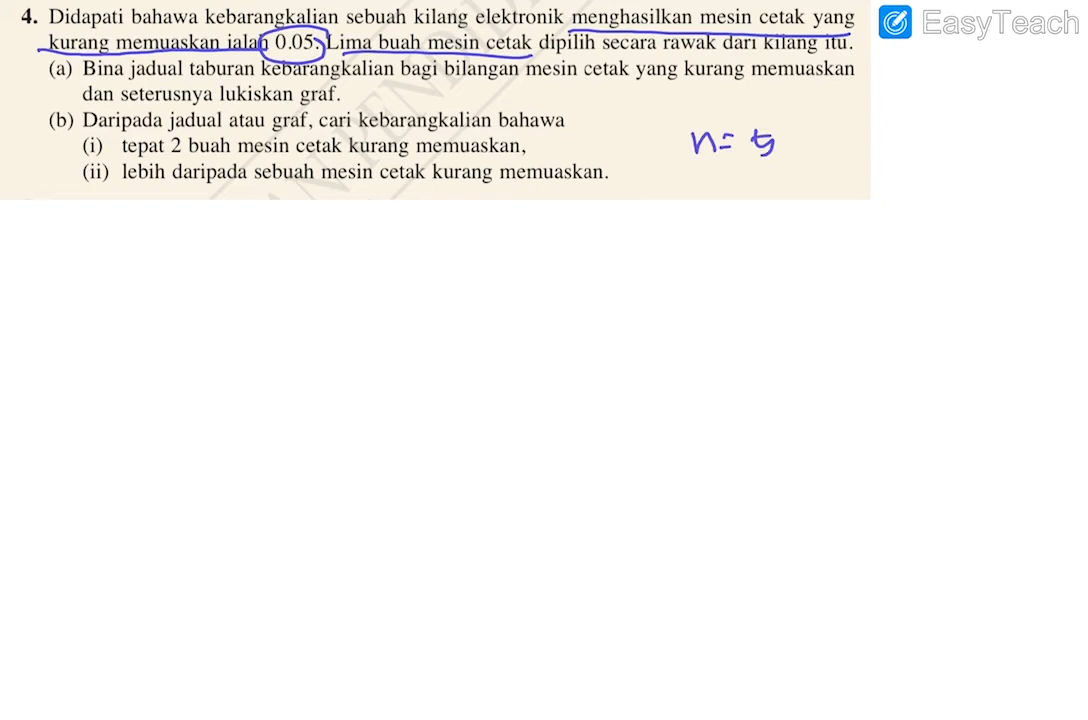 4. Didapati bahawa kebarangkalian sebuah kilang elektronik menghasilkan mesin cetak yang
kurang memuaskan ialah 0.05. Lima buah mesin cetak dipilih secara rawak dari kilang itu.
(a) Bina jadual taburan kebarangkalian bagi bilangan mesin cetak yang kurang memuaskan
dan seterusnya lukiskan graf.
(b) Daripada jadual atau graf, cari kebarangkalian bahawa
(i) tepat 2 buah mesin cetak kurang memuaskan,
(ii) lebih daripada sebuah mesin cetak kurang memuaskan.
n= 5
EasyTeach